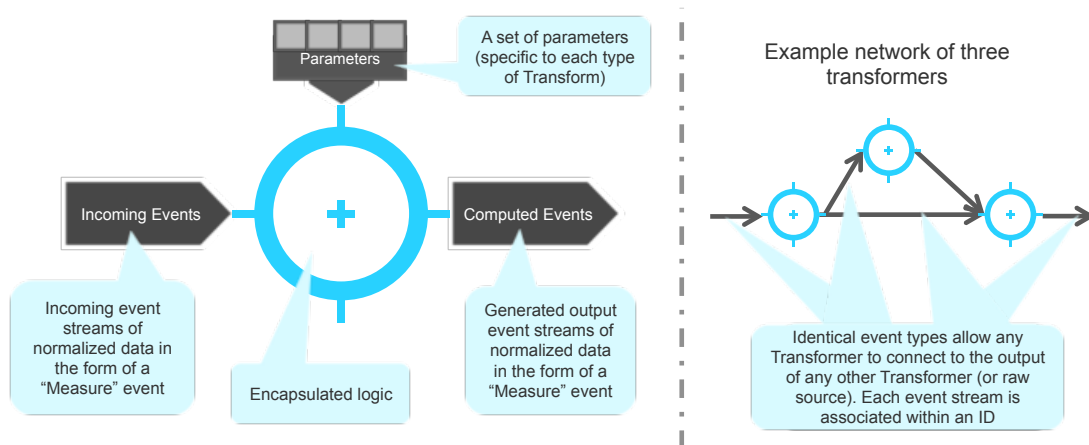 Parameters
A set of parameters
(specific to each type
of Transform)
Incoming Events
Computed Events
Incoming event
streams of
normalized data in
the form of a
“Measure” event
Encapsulated logic
Generated output
event streams of
normalized data
in the form of a
“Measure” event
Example network of three
transformers
Identical event types allow any
Transformer to connect to the output
of any other Transformer (or raw
source). Each event stream is
associated within an ID